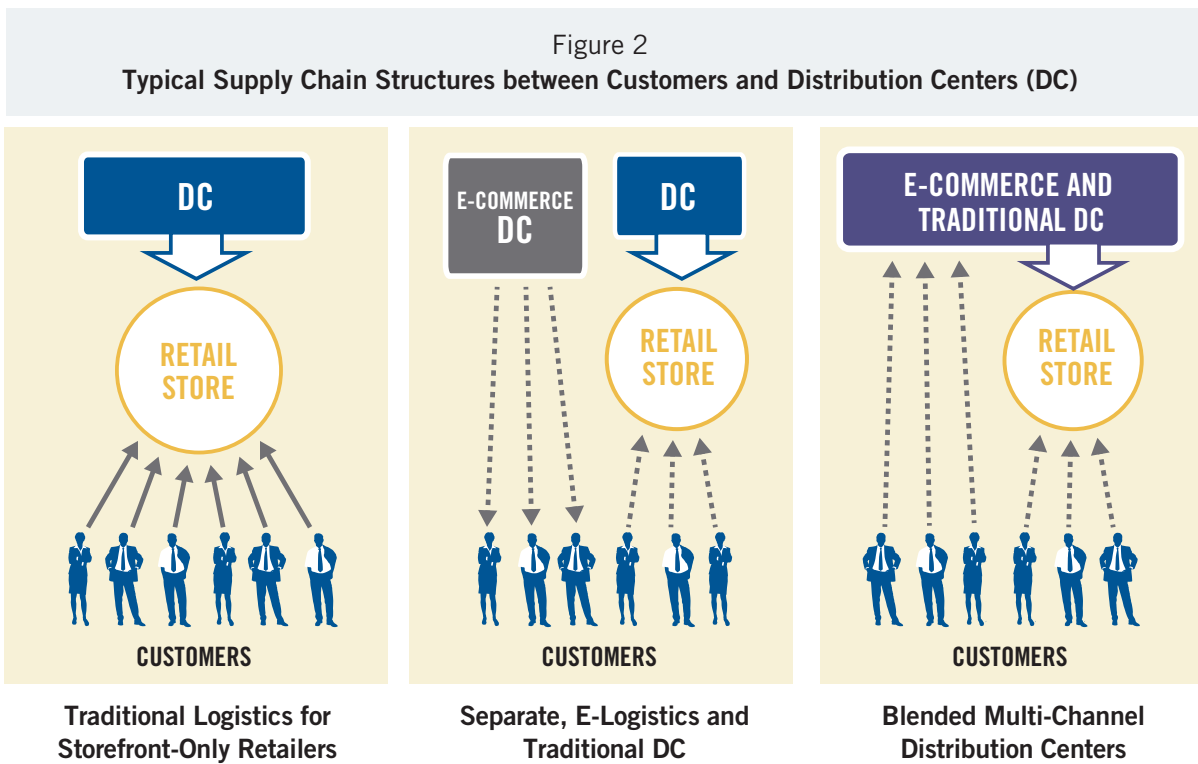 Figure 2
Typical Supply Chain Structures between Customers and Distribution Centers (DC)
DC
RETAIL
STORE
CUSTOMERS
Traditional Logistics for
Storefront-Only Retailers
E-COMMERCE
DC
DC
RETAIL
STORE
CUSTOMERS
Separate, E-Logistics and
Traditional DC
E-COMMERCE AND
TRADITIONAL DC
RETAIL
STORE
CUSTOMERS
Blended Multi-Channel
Distribution Centers